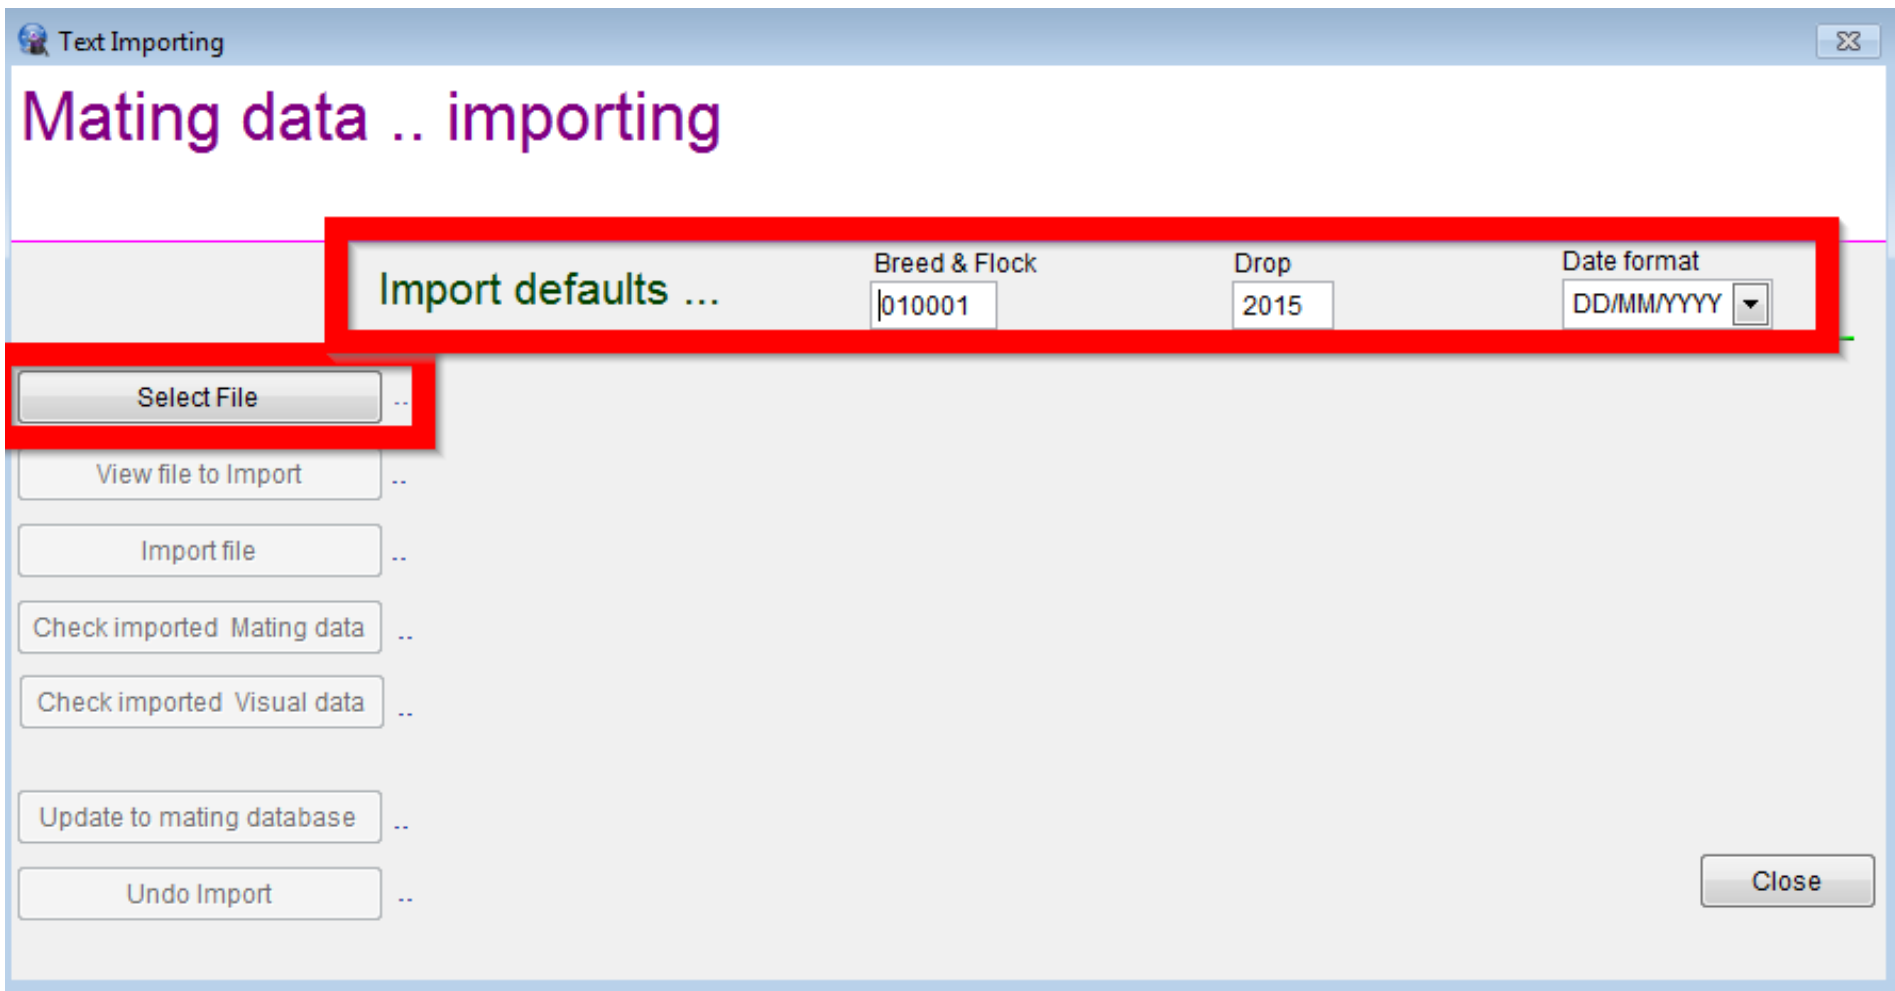 Text Importing
Mating data .. importing
Import defaults ...
Breed & Flock
010001
Drop
2015
Date format
DD/MM/YYYY
Select File ..
View file to Import ..
Import file ..
Check imported Mating data ..
Check imported Visual data ..
Update to mating database ..
Undo Import ..
Close